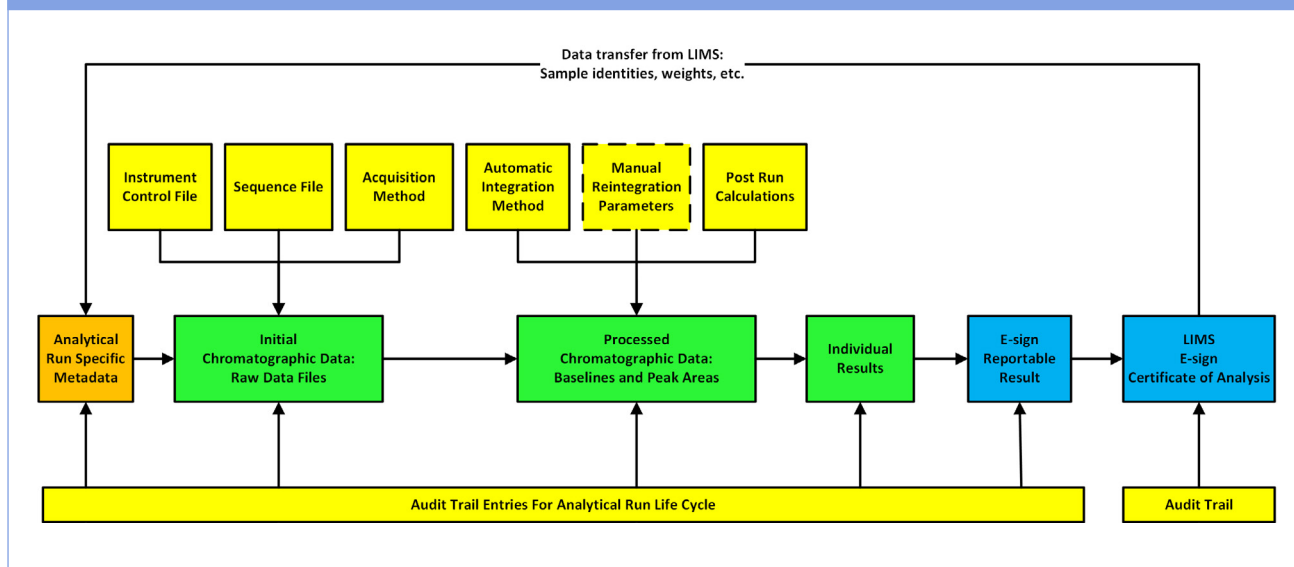 Data transfer from LIMS:
Sample identities, weights, etc.
Instrument
Control File
Sequence File
Acquisition
Method
Automatic
Integration
Method
Manual
Reintegration
Parameters
Post Run
Calculations
Analytical
Run Specific
Metadata
Initial
Chromatographic Data:
Raw Data Files
Processed
Chromatographic Data:
Baselines and Peak Areas
Individual
Results
E-sign
Reportable
Result
LIMS
E-sign
Certificate of Analysis
Audit Trail Entries For Analytical Run Life Cycle
Audit Trail